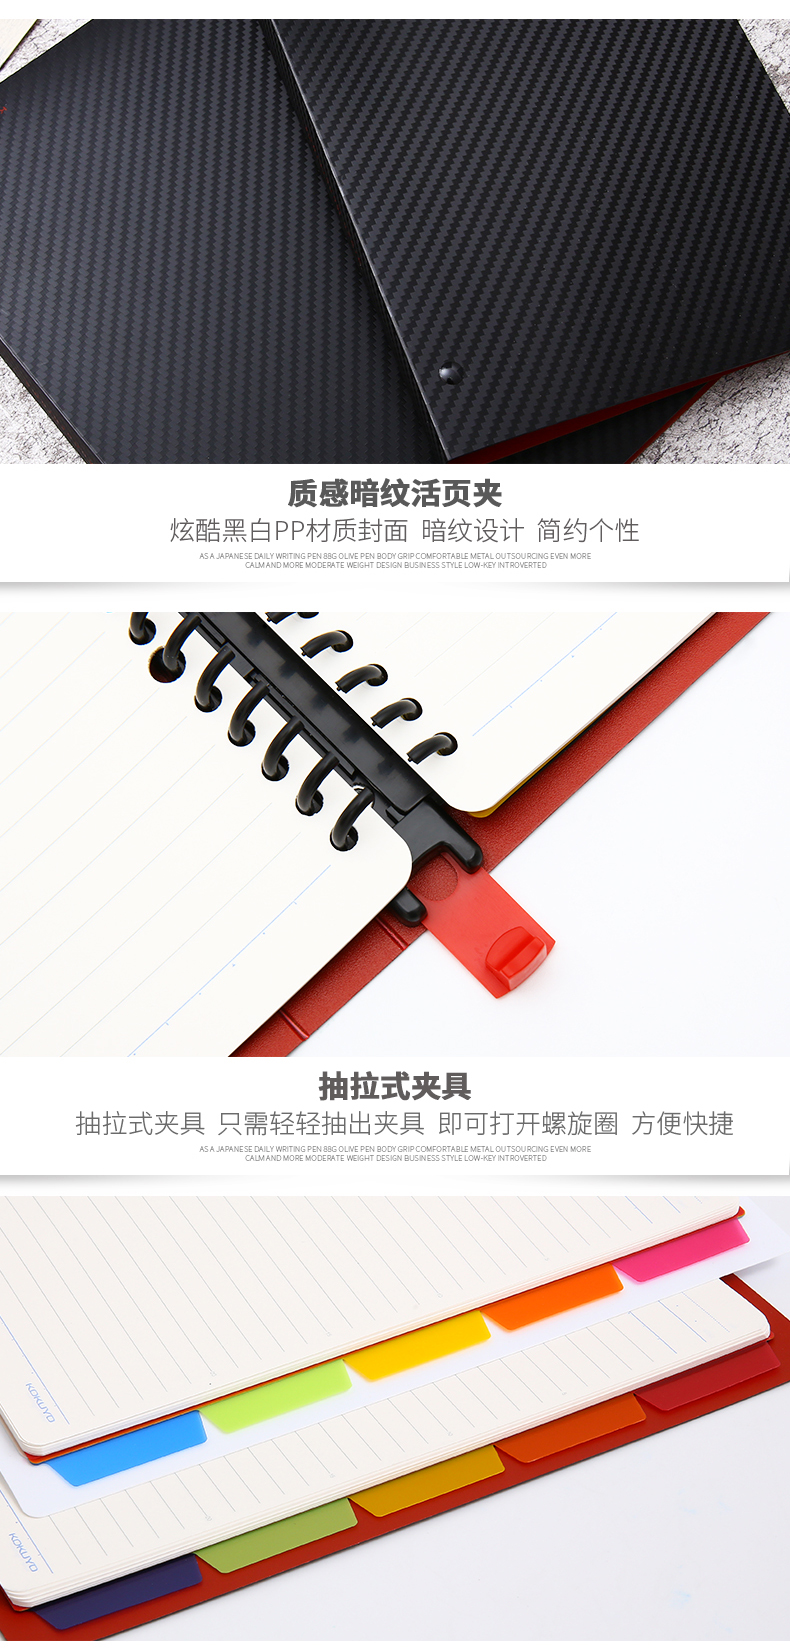 质感暗纹活页夹
炫酷黑白PP材质封面 暗纹设计 简约个性
AS A JAPANESE DAILY WRITING PEN 88G OLIVE PEN BODY GRIP COMFORTABLE METAL OUTSOURCING EVEN MORE
CALM AND MORE MODERATE WEIGHT DESIGN BUSINESS STYLE LOW-KEY INTROVERTED
抽拉式夹具
抽拉式夹具 只需轻轻抽出夹具 即可打开螺旋圈 方便快捷
AS A JAPANESE DAILY WRITING PEN 88G OLIVE PEN BODY GRIP COMFORTABLE METAL OUTSOURCING EVEN MORE
CALM AND MORE MODERATE WEIGHT DESIGN BUSINESS STYLE LOW-KEY INTROVERTED
KOKUYO
KOKUYO